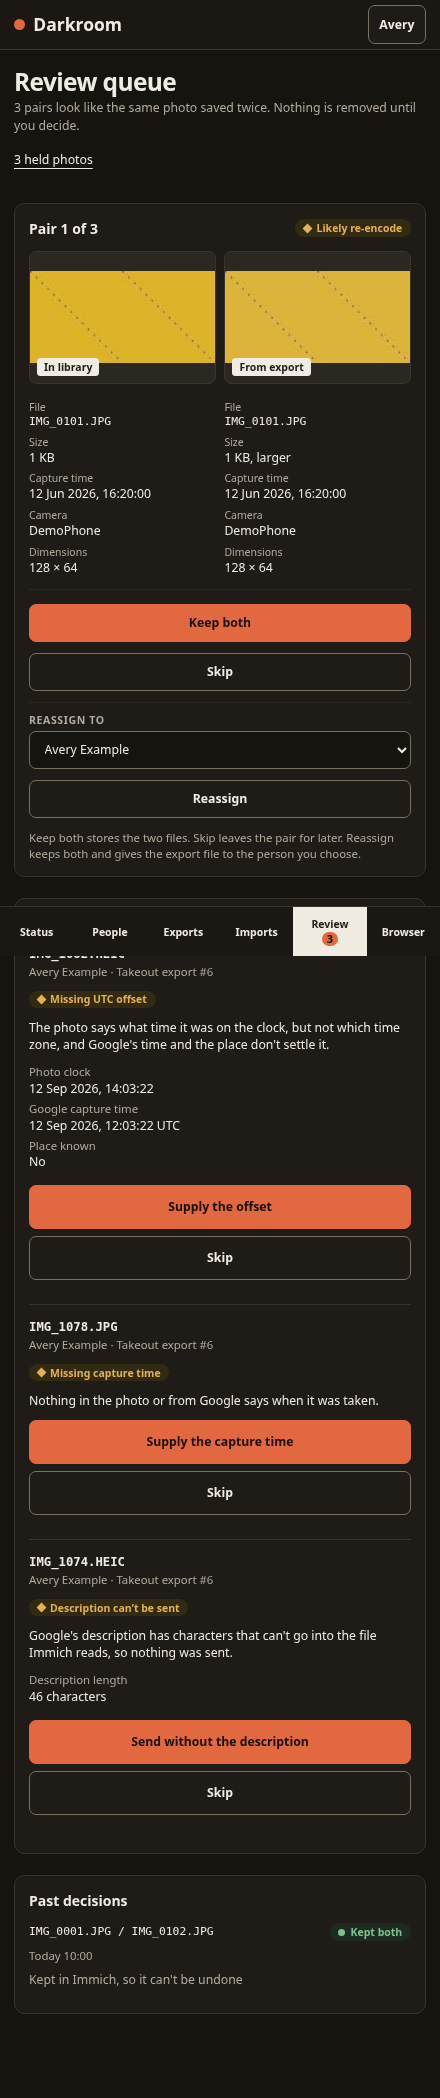 Darkroom
Avery
Review queue
3 pairs look like the same photo saved twice. Nothing is removed until
you decide.
3 held photos
Pair 1 of 3
Likely re-encode
In library
From export
File
IMG_0101.JPG
Size
1 KB
Capture time
12 Jun 2026, 16:20:00
Camera
DemoPhone
Dimensions
128 × 64
File
IMG_0101.JPG
Size
1 KB, larger
Capture time
12 Jun 2026, 16:20:00
Camera
DemoPhone
Dimensions
128 × 64
Keep both
Skip
REASSIGN TO
Avery Example
Reassign
Keep both stores the two files. Skip leaves the pair for later. Reassign
keeps both and gives the export file to the person you choose.
Status
People
Exports
Imports
Review
3
Browser
Avery Example · Takeout export #6
Missing UTC offset
The photo says what time it was on the clock, but not which time
zone, and Google's time and the place don't settle it.
Photo clock
12 Sep 2026, 14:03:22
Google capture time
12 Sep 2026, 12:03:22 UTC
Place known
No
Supply the offset
Skip
IMG_1078.JPG
Avery Example · Takeout export #6
Missing capture time
Nothing in the photo or from Google says when it was taken.
Supply the capture time
Skip
IMG_1074.HEIC
Avery Example · Takeout export #6
Description can't be sent
Google's description has characters that can't go into the file
Immich reads, so nothing was sent.
Description length
46 characters
Send without the description
Skip
Past decisions
IMG_0001.JPG / IMG_0102.JPG
Kept both
Today 10:00
Kept in Immich, so it can't be undone